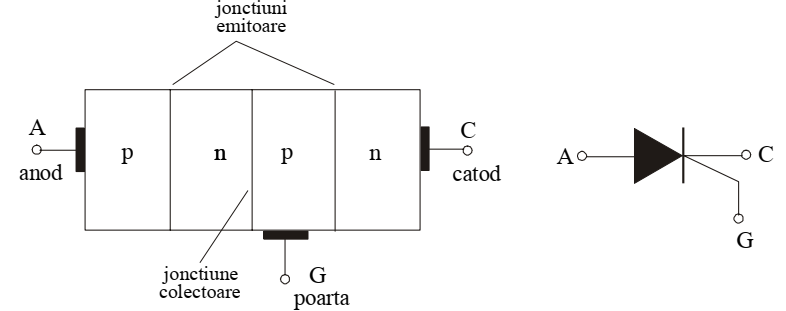 jonctiuni
emitoare
A
anod
p
n
p
n
C
catod
jonctiune
colectoare
G
poarta
A
C
G